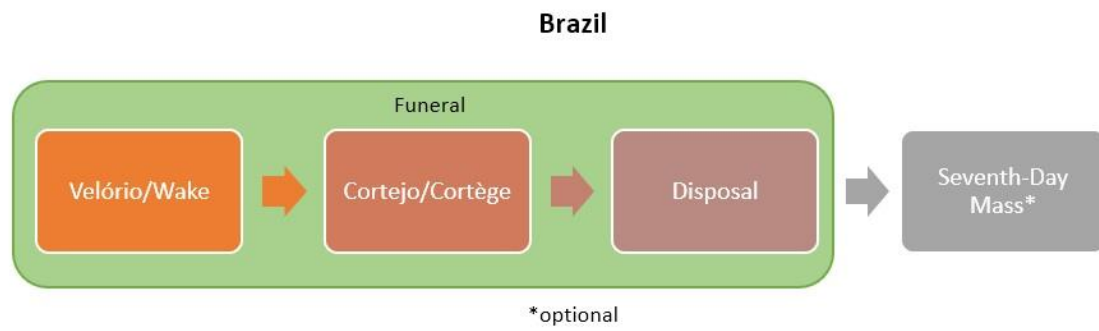 Brazil
Funeral
Velório/Wake
Cortejo/Cortège
Disposal
Seventh-Day
Mass*
*optional